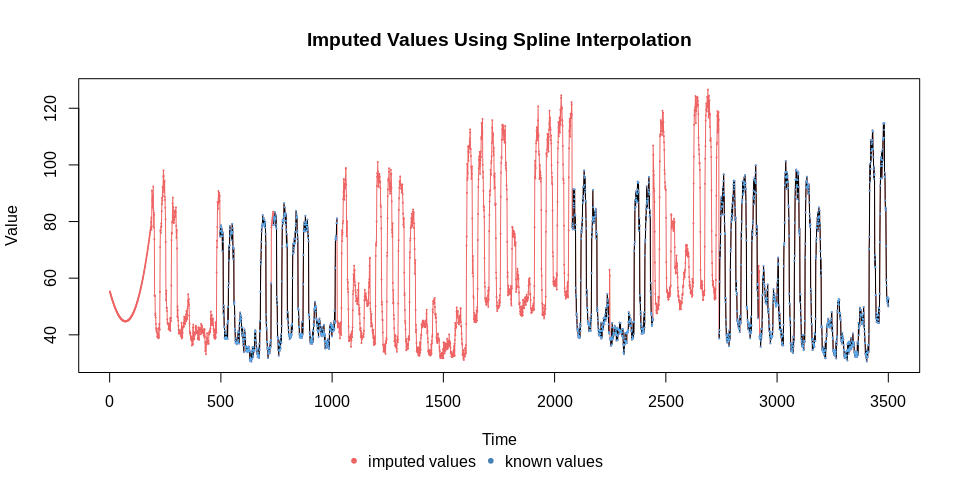 Imputed Values Using Spline Interpolation
Value
120
100
80
60
40
0 500 1000 1500 2000 2500 3000 3500
Time
imputed values known values